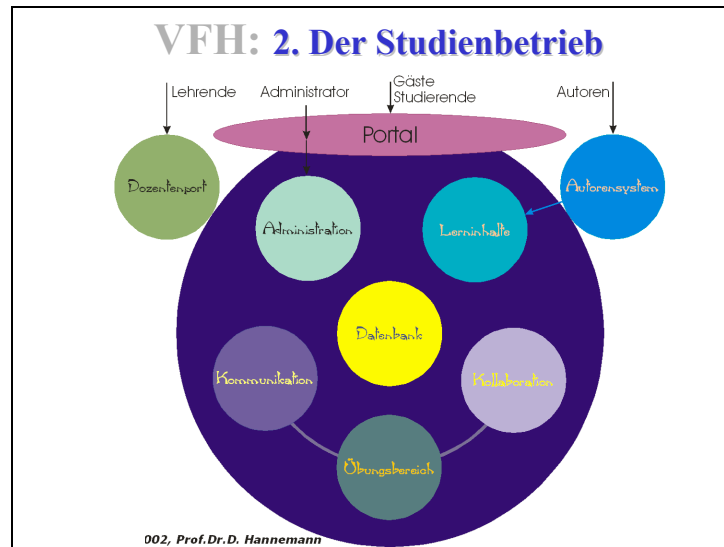 VFH: 2. Der Studienbetrieb
Lehrende
Administrator
Gäste
Studierende
Autoren
Portal
Dozentenport
Administration
Lerninhalte
Autorensystem
Datenbank
Kommunikation
Kollaboration
Übungsbereich
002, Prof.Dr.D. Hannemann